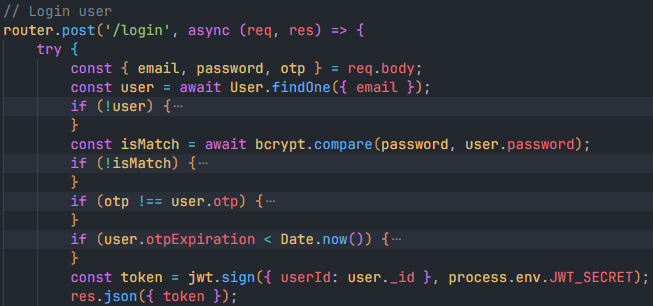 // Login user
router.post('/login', async (req, res) => {
try {
const { email, password, otp } = req.body;
const user = await User.findOne({ email });
if (!user) {…
}
const isMatch = await bcrypt.compare(password, user.password);
if (!isMatch) {…
}
if (otp !== user.otp) {…
}
if (user.otpExpiration < Date.now()) {…
}
const token = jwt.sign({ userId: user._id }, process.env.JWT_SECRET);
res.json({ token });